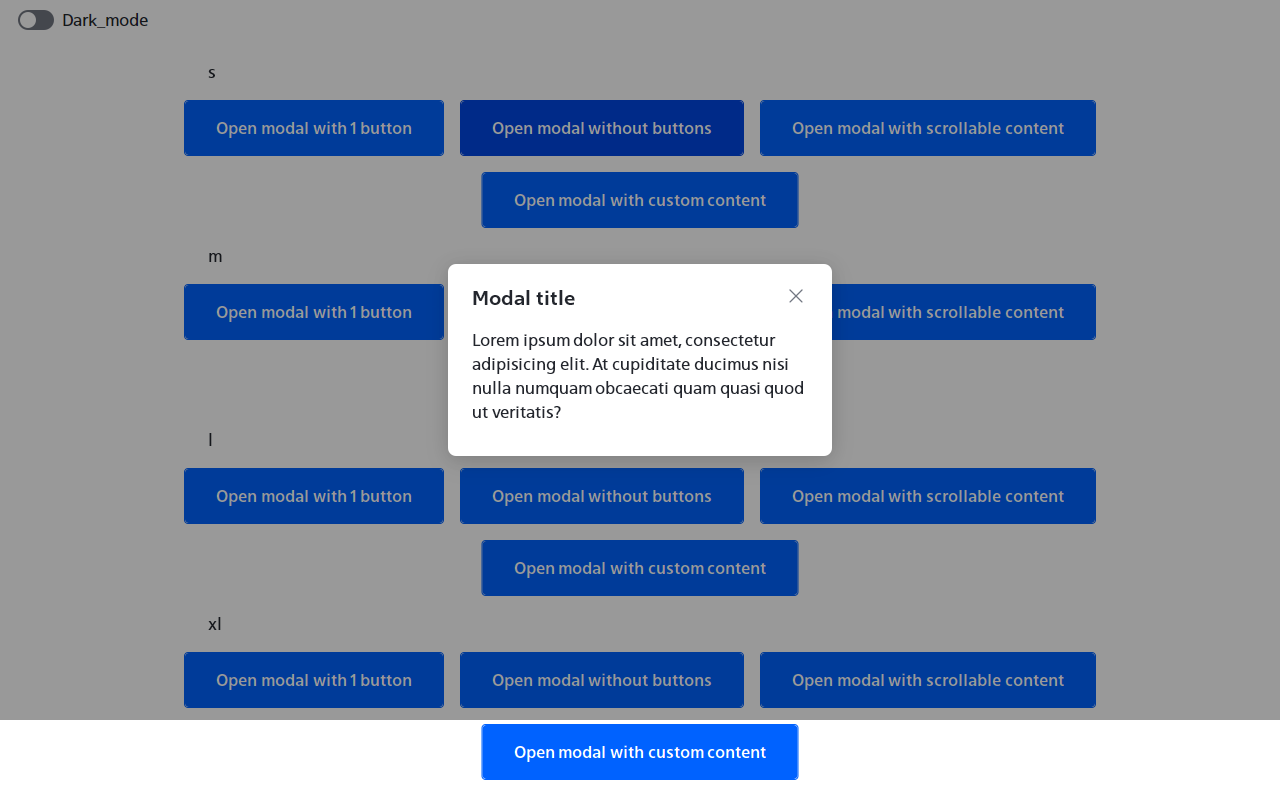 Dark_mode
s
Open modal with 1 button
Open modal without buttons
Open modal with scrollable content
Open modal with custom content
m
Open modal with 1 button
modal with scrollable content
Modal title
Lorem ipsum dolor sit amet, consectetur
adipisicing elit. At cupiditate ducimus nisi
nulla numquam obcaecati quam quasi quod
ut veritatis?
l
Open modal with 1 button
Open modal without buttons
Open modal with scrollable content
Open modal with custom content
xl
Open modal with 1 button
Open modal without buttons
Open modal with scrollable content
Open modal with custom content